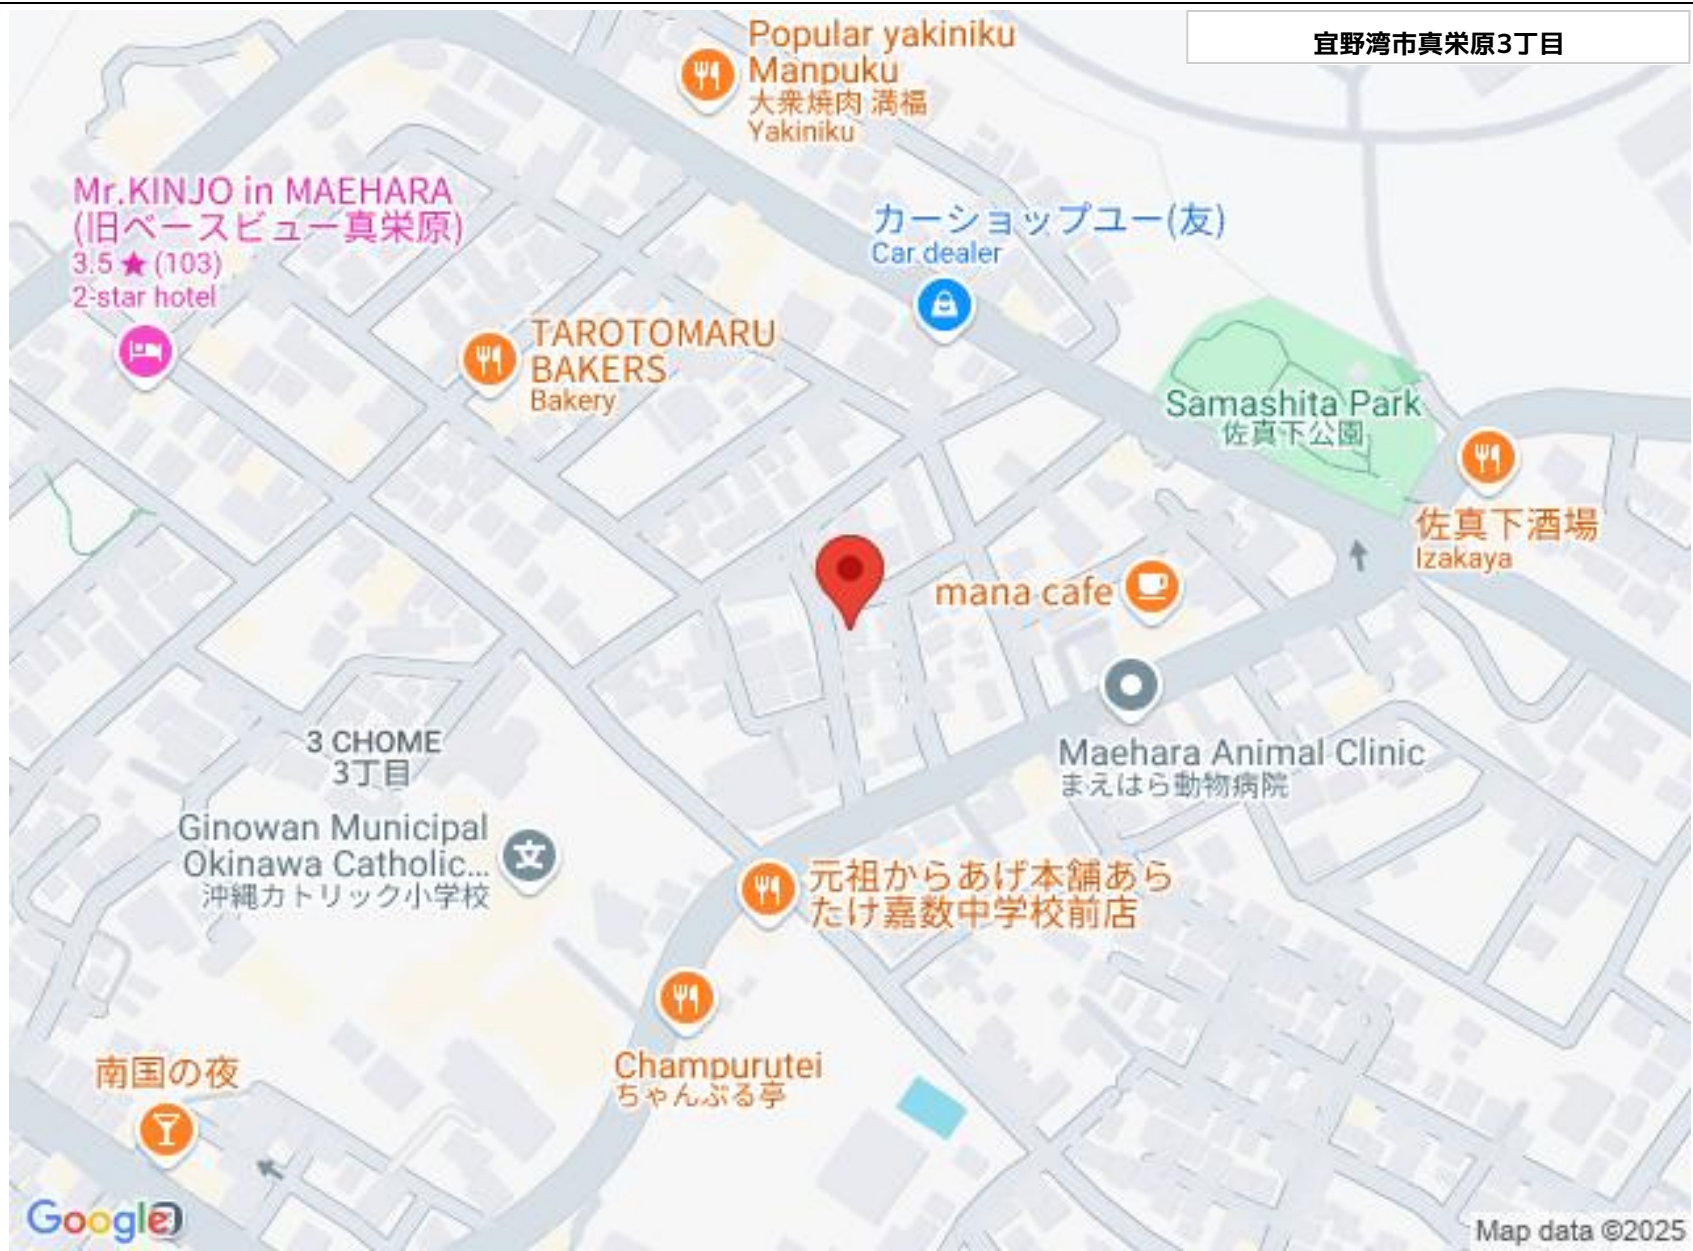 宜野湾市真栄原3丁目
Popular yakiniku
Manpuku
大衆焼肉 満福
Yakiniku
Mr.KINJO in MAEHARA
(旧ベースビュー真栄原)
3.5 ★ (103)
2-star hotel
カーショップユー(友)
Car dealer
TAROTOMARU
BAKERS
Bakery
Samashita Park
佐真下公園
佐真下酒場
Izakaya
mana cafe
Maehara Animal Clinic
まえはら動物病院
3 CHOME
3丁目
Ginowan Municipal
Okinawa Catholic...
沖縄カトリック小学校
元祖からあげ本舗あら
たけ嘉数中学校前店
Champurutei
ちゃんぷる亭
南国の夜
Google
Map data ©2025